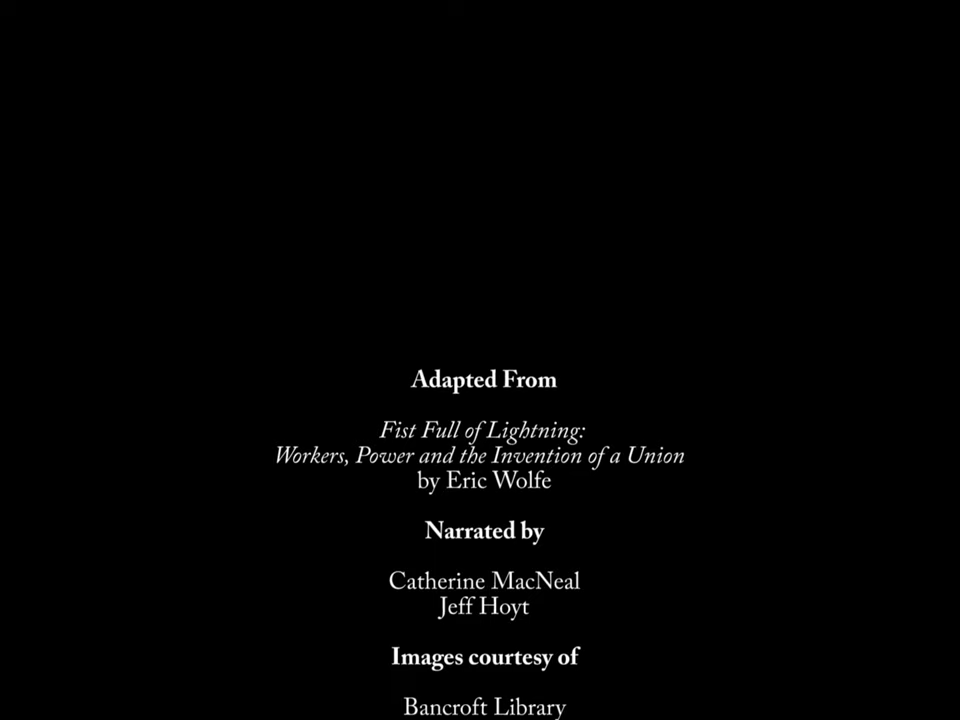 Adapted From
Fist Full of Lightning:
Workers, Power and the Invention of a Union
by Eric Wolfe
Narrated by
Catherine MacNeal
Jeff Hoyt
Images courtesy of
Bancroft Library